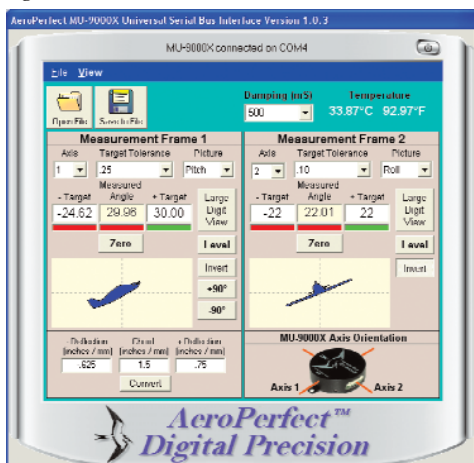 AeroPerfect MU-9000X Universal Serial Bus Interface Version 1.0.3
MU-9000X connected on COM4
File View
Open File
Save to File
Damping (mS)
500
Temperature
33.87°C 92.97°F
Measurement Frame 1
Axis Target Tolerance Picture
1 .25 Pitch
- Target Measured Angle + Target
-24.62 29.96 30.00
Large Digit View
Zero
Level
Invert
+90°
-90°
- Deflection (inches / mm) Chord (inches / mm) + Deflection (inches / mm)
.625 1.5 .75
Convert
Measurement Frame 2
Axis Target Tolerance Picture
2 .10 Roll
- Target Measured Angle + Target
-22 22.01 22
Large Digit View
Zero
Level
Invert
MU-9000X Axis Orientation
Axis 1 Axis 2
AeroPerfect™
Digital Precision